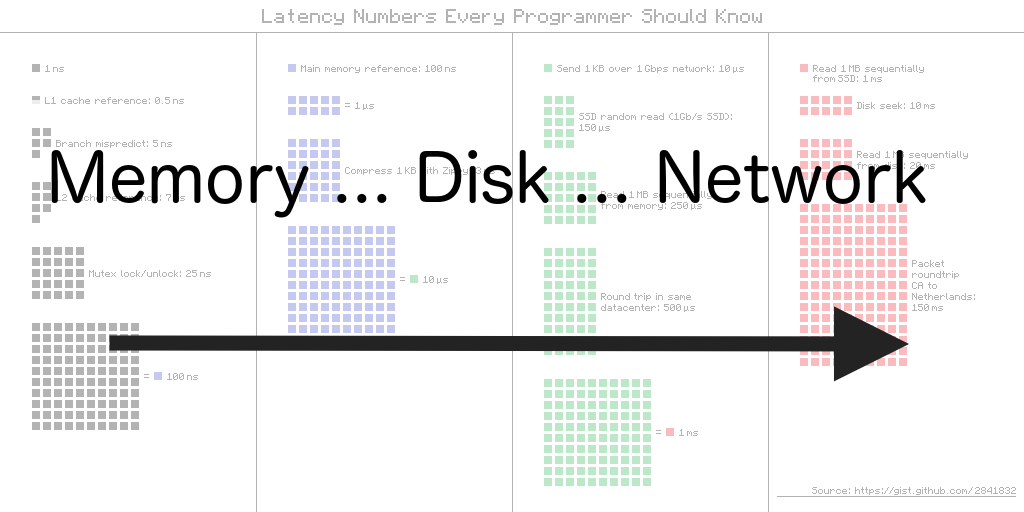 Latency Numbers Every Programmer Should Know
1 ns
L1 cache reference: 0.5 ns
Branch mispredict: 5 ns
L2 cache reference: 7 ns
Mutex lock/unlock: 25 ns
= 100 ns
Main memory reference: 100 ns
= 1 µs
Compress 1 KB with Zippy: 3 µs
= 10 µs
Send 1 KB over 1 Gbps network: 10 µs
SSD random read (1Gb/s SSD):
150 µs
Read 1 MB sequentially
from memory: 250 µs
Round trip in same
datacenter: 500 µs
= 1 ms
Read 1 MB sequentially
from SSD: 1 ms
Disk seek: 10 ms
Read 1 MB sequentially
from disk: 20 ms
Packet
roundtrip
CA to
Netherlands:
150 ms
Memory ... Disk ... Network
Source: https://gist.github.com/2841832